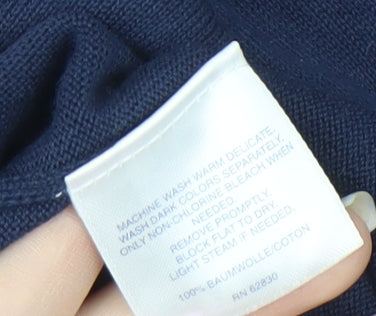 MACHINE WASH WARM DELICATE.
WASH DARK COLORS SEPARATELY.
ONLY NON-CHLORINE BLEACH WHEN
NEEDED.
REMOVE PROMPTLY.
BLOCK FLAT TO DRY.
LIGHT STEAM IF NEEDED.
100% BAUMWOLLE/COTON
RN 62830